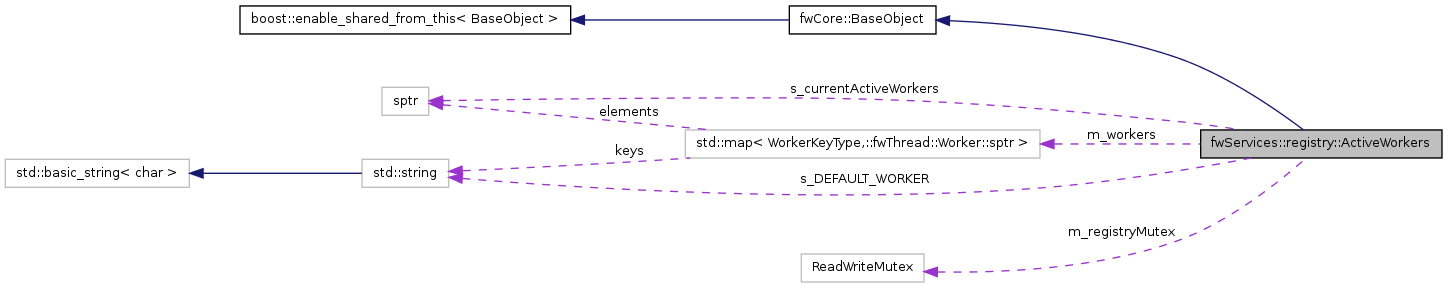 boost::enable_shared_from_this< BaseObject >
fwCore::BaseObject
s_currentActiveWorkers
sptr
elements
m_workers
std::map< WorkerKeyType,::fwThread::Worker::sptr >
fwServices::registry::ActiveWorkers
keys
std::basic_string< char >
std::string
s_DEFAULT_WORKER
m_registryMutex
ReadWriteMutex